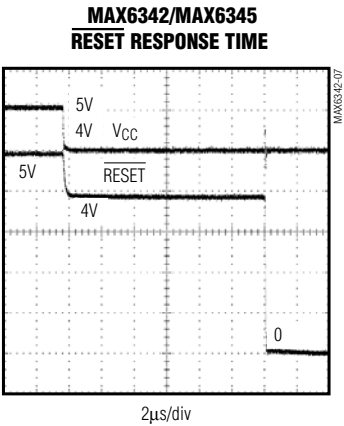 MAX6342/MAX6345
RESET RESPONSE TIME
MAX6342-07
5V
4V VCC
5V
RESET
4V
0
2μs/div